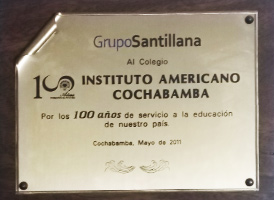 GrupoSantillana
Al Colegio
100 INSTITUTO AMERICANO
COCHABAMBA
Por los 100 años de servicio a la educación
de nuestro país.
Cochabamba, Mayo de 2011